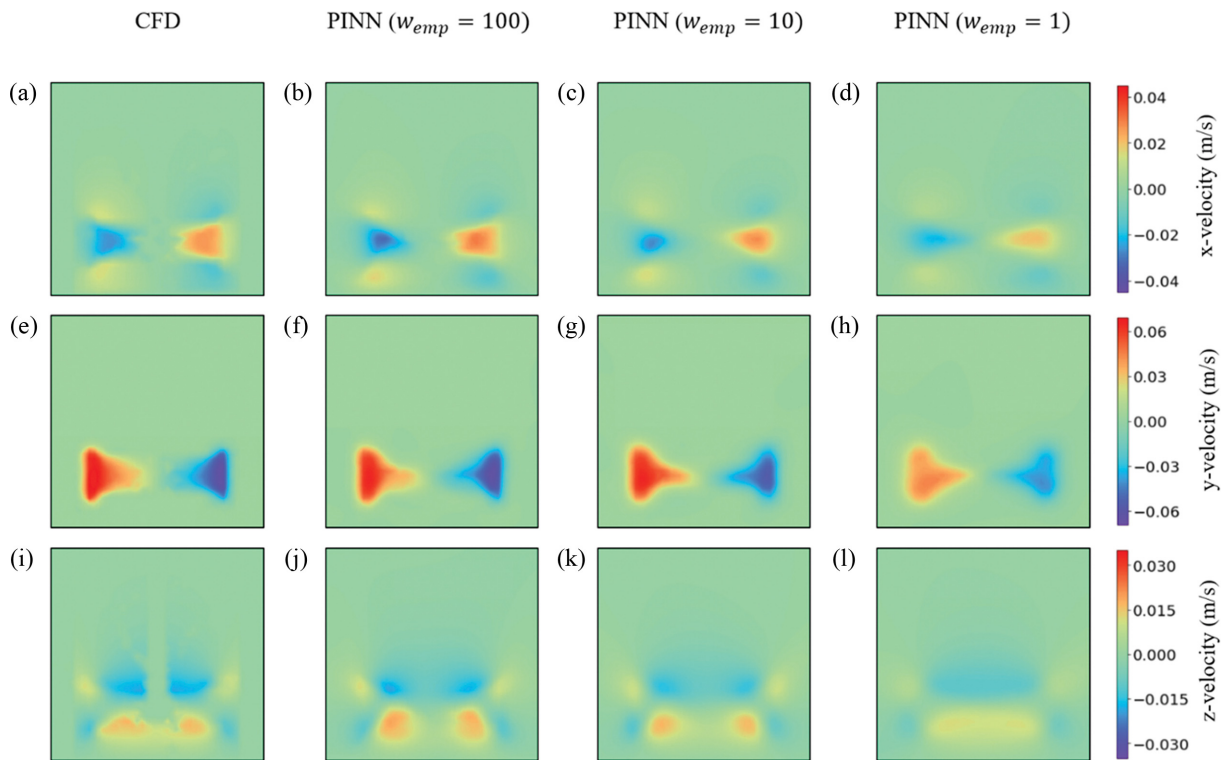 CFD PINN (w_emp = 100) PINN (w_emp = 10) PINN (w_emp = 1)
(a) (b) (c) (d)
0.04
0.02
0.00
−0.02
−0.04
x-velocity (m/s)
(e) (f) (g) (h)
0.06
0.03
0.00
−0.03
−0.06
y-velocity (m/s)
(i) (j) (k) (l)
0.030
0.015
0.000
−0.015
−0.030
z-velocity (m/s)